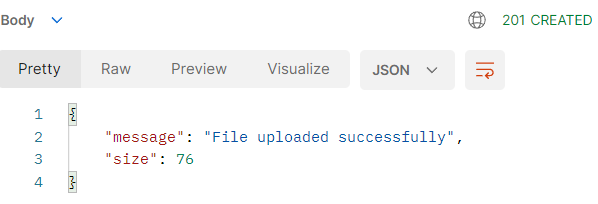 Body 201 CREATED
Pretty Raw Preview Visualize JSON
1 {
2 "message": "File uploaded successfully",
3 "size": 76
4 }